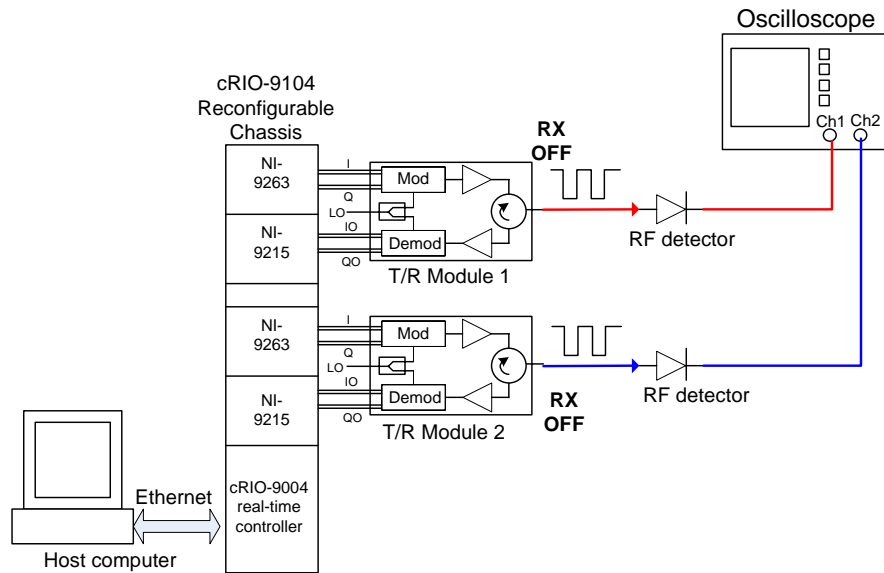 Oscilloscope
Ch1
Ch2
cRIO-9104
Reconfigurable
Chassis
RX
OFF
NI-
9263
I
Q
LO
IO
QO
Mod
Demod
NI-
9215
T/R Module 1
RF detector
NI-
9263
I
Q
LO
IO
QO
Mod
Demod
NI-
9215
T/R Module 2
RX
OFF
RF detector
cRIO-9004
real-time
controller
Ethernet
Host computer